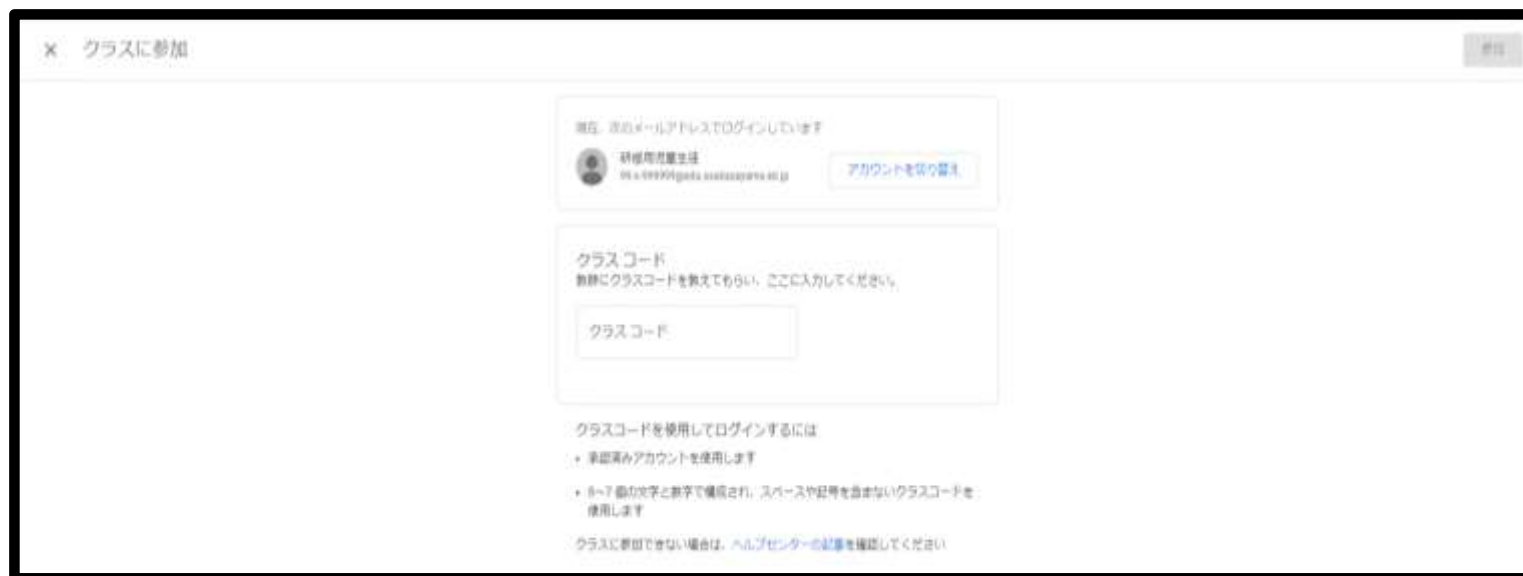 × クラスに参加
参加
現在、次のメールアドレスでログインしています
研修用児童生徒
アカウントを切り替え
クラスコード
教師にクラスコードを教えてもらい、ここに入力してください。
クラスコード
クラスコードを使用してログインするには
• 承認済みアカウントを使用します
• 6～7 個の文字と数字で構成され、スペースや記号を含まないクラスコードを
使用します
クラスに参加できない場合は、ヘルプセンターの記事を確認してください